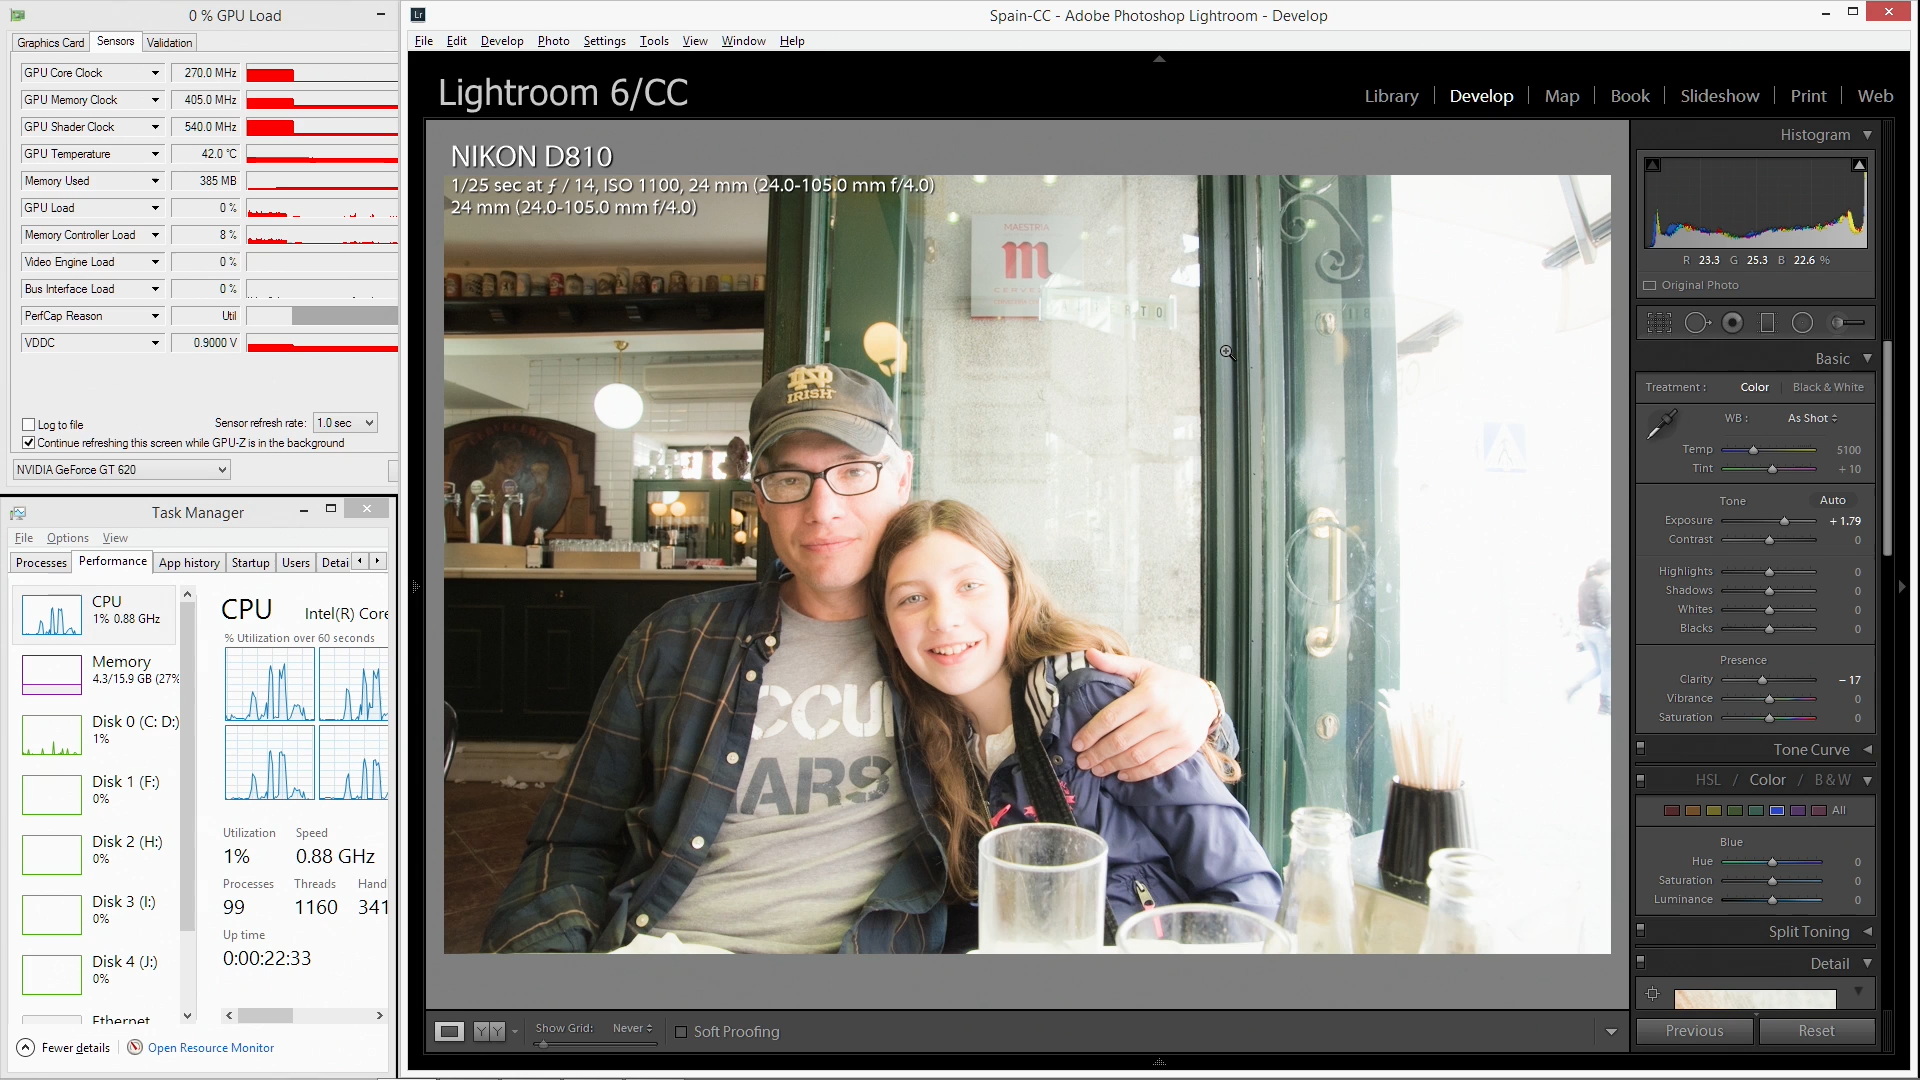 0 % GPU Load
Graphics Card Sensors Validation
GPU Core Clock 270.0 MHz
GPU Memory Clock 405.0 MHz
GPU Shader Clock 540.0 MHz
GPU Temperature 42.0 °C
Memory Used 385 MB
GPU Load 0 %
Memory Controller Load 8 %
Video Engine Load 0 %
Bus Interface Load 0 %
PerfCap Reason Util
VDDC 0.9000 V
Log to file Sensor refresh rate: 1.0 sec
Continue refreshing this screen while GPU-Z is in the background
NVIDIA GeForce GT 620
Task Manager
File Options View
Processes Performance App history Startup Users Detai
CPU
1% 0.88 GHz
Memory
4.3/15.9 GB (27%
Disk 0 (C: D:)
1%
Disk 1 (F:)
0%
Disk 2 (H:)
0%
Disk 3 (I:)
0%
Disk 4 (J:)
0%
Ethernet
CPU Intel(R) Core
% Utilization over 60 seconds
Utilization Speed
1% 0.88 GHz
Processes Threads Hand
99 1160 341
Up time
0:00:22:33
Fewer details Open Resource Monitor
Lr Spain-CC - Adobe Photoshop Lightroom - Develop
File Edit Develop Photo Settings Tools View Window Help
Lightroom 6/CC
Library Develop Map Book Slideshow Print Web
NIKON D810
1/25 sec at ƒ / 14, ISO 1100, 24 mm (24.0-105.0 mm f/4.0)
24 mm (24.0-105.0 mm f/4.0)
MAESTRIA
m
ND
IRISH
CCU
ARS
Show Grid: Never Soft Proofing
Histogram
R 23.3 G 25.3 B 22.6 %
Original Photo
Basic
Treatment : Color Black & White
WB : As Shot
Temp 5100
Tint + 10
Tone Auto
Exposure + 1.79
Contrast 0
Highlights 0
Shadows 0
Whites 0
Blacks 0
Presence
Clarity – 17
Vibrance 0
Saturation 0
Tone Curve
HSL / Color / B & W
All
Blue
Hue 0
Saturation 0
Luminance 0
Split Toning
Detail
Previous Reset